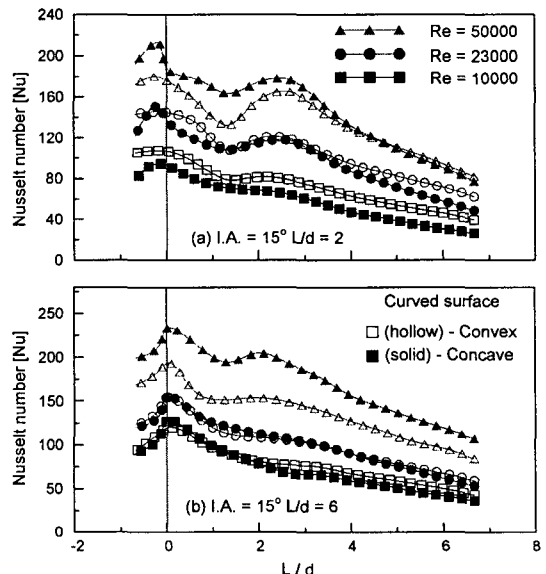 Nusselt number [Nu]
240
200
160
120
80
40
0
Re = 50000
Re = 23000
Re = 10000
(a) I.A. = 15° L/d = 2
Nusselt number [Nu]
250
200
150
100
50
0
Curved surface
(hollow) - Convex
(solid) - Concave
(b) I.A. = 15° L/d = 6
-2 0 2 4 6 8
L / d